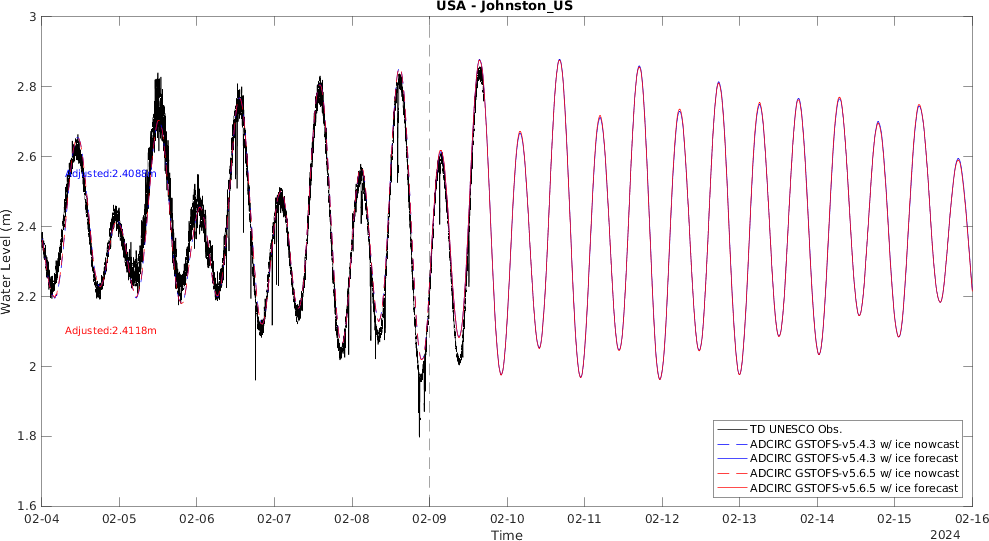 USA - Johnston_US
3
2.8
2.6
2.4
2.2
2
1.8
1.6
Water Level (m)
Adjusted:2.4088m
Adjusted:2.4118m
TD UNESCO Obs.
ADCIRC GSTOFS-v5.4.3 w/ ice nowcast
ADCIRC GSTOFS-v5.4.3 w/ ice forecast
ADCIRC GSTOFS-v5.6.5 w/ ice nowcast
ADCIRC GSTOFS-v5.6.5 w/ ice forecast
02-04 02-05 02-06 02-07 02-08 02-09 02-10 02-11 02-12 02-13 02-14 02-15 02-16
Time
2024